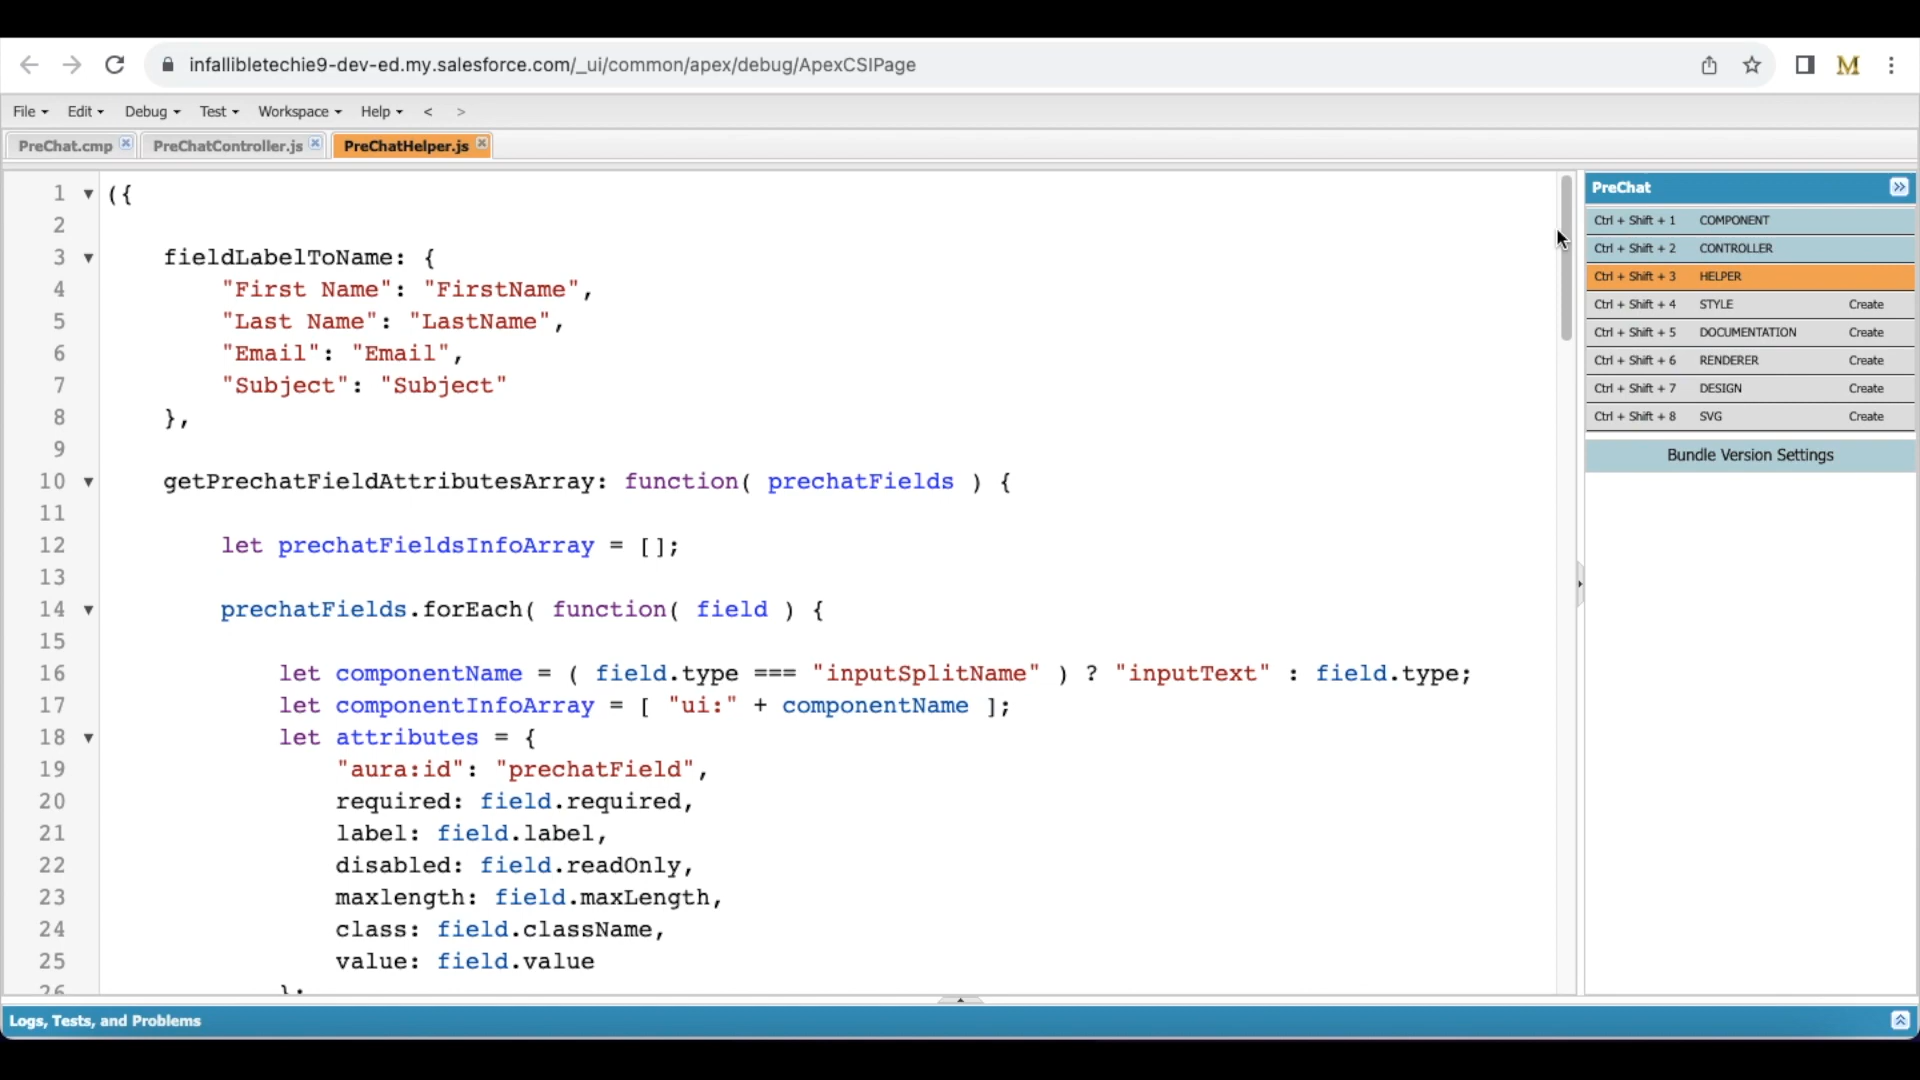 infallibletechie9-dev-ed.my.salesforce.com/_ui/common/apex/debug/ApexCSIPage
M
File Edit Debug Test Workspace Help < >
PreChat.cmp PreChatController.js PreChatHelper.js
1 ({
2
3 fieldLabelToName: {
4 "First Name": "FirstName",
5 "Last Name": "LastName",
6 "Email": "Email",
7 "Subject": "Subject"
8 },
9
10 getPrechatFieldAttributesArray: function( prechatFields ) {
11
12 let prechatFieldsInfoArray = [];
13
14 prechatFields.forEach( function( field ) {
15
16 let componentName = ( field.type === "inputSplitName" ) ? "inputText" : field.type;
17 let componentInfoArray = [ "ui:" + componentName ];
18 let attributes = {
19 "aura:id": "prechatField",
20 required: field.required,
21 label: field.label,
22 disabled: field.readOnly,
23 maxlength: field.maxLength,
24 class: field.className,
25 value: field.value
26 };
PreChat
Ctrl + Shift + 1 COMPONENT
Ctrl + Shift + 2 CONTROLLER
Ctrl + Shift + 3 HELPER
Ctrl + Shift + 4 STYLE Create
Ctrl + Shift + 5 DOCUMENTATION Create
Ctrl + Shift + 6 RENDERER Create
Ctrl + Shift + 7 DESIGN Create
Ctrl + Shift + 8 SVG Create
Bundle Version Settings
Logs, Tests, and Problems